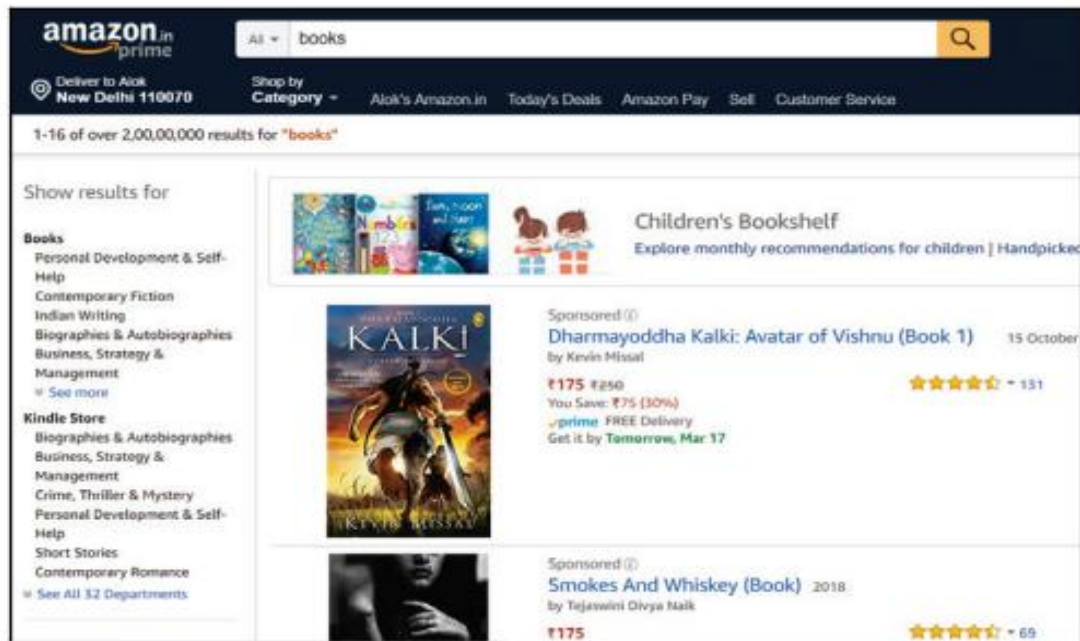 amazon.in
prime
All
books
Deliver to Alok
New Delhi 110070
Shop by
Category
Alok's Amazon.in
Today's Deals
Amazon Pay
Sell
Customer Service
1-16 of over 2,00,00,000 results for "books"
Show results for
Books
Personal Development & Self-
Help
Contemporary Fiction
Indian Writing
Biographies & Autobiographies
Business, Strategy &
Management
See more
Kindle Store
Biographies & Autobiographies
Business, Strategy &
Management
Crime, Thriller & Mystery
Personal Development & Self-
Help
Short Stories
Contemporary Romance
See All 32 Departments
Numbers
123
Sun, Moon
and Stars
Children's Bookshelf
Explore monthly recommendations for children | Handpicked
KALKI
KEVIN MISSAL
Sponsored
Dharmayoddha Kalki: Avatar of Vishnu (Book 1) 15 October
by Kevin Missal
₹175 ₹250
131
You Save: ₹75 (30%)
prime FREE Delivery
Get it by Tomorrow, Mar 17
Sponsored
Smokes And Whiskey (Book) 2018
by Tejaswini Divya Naik
₹175
69